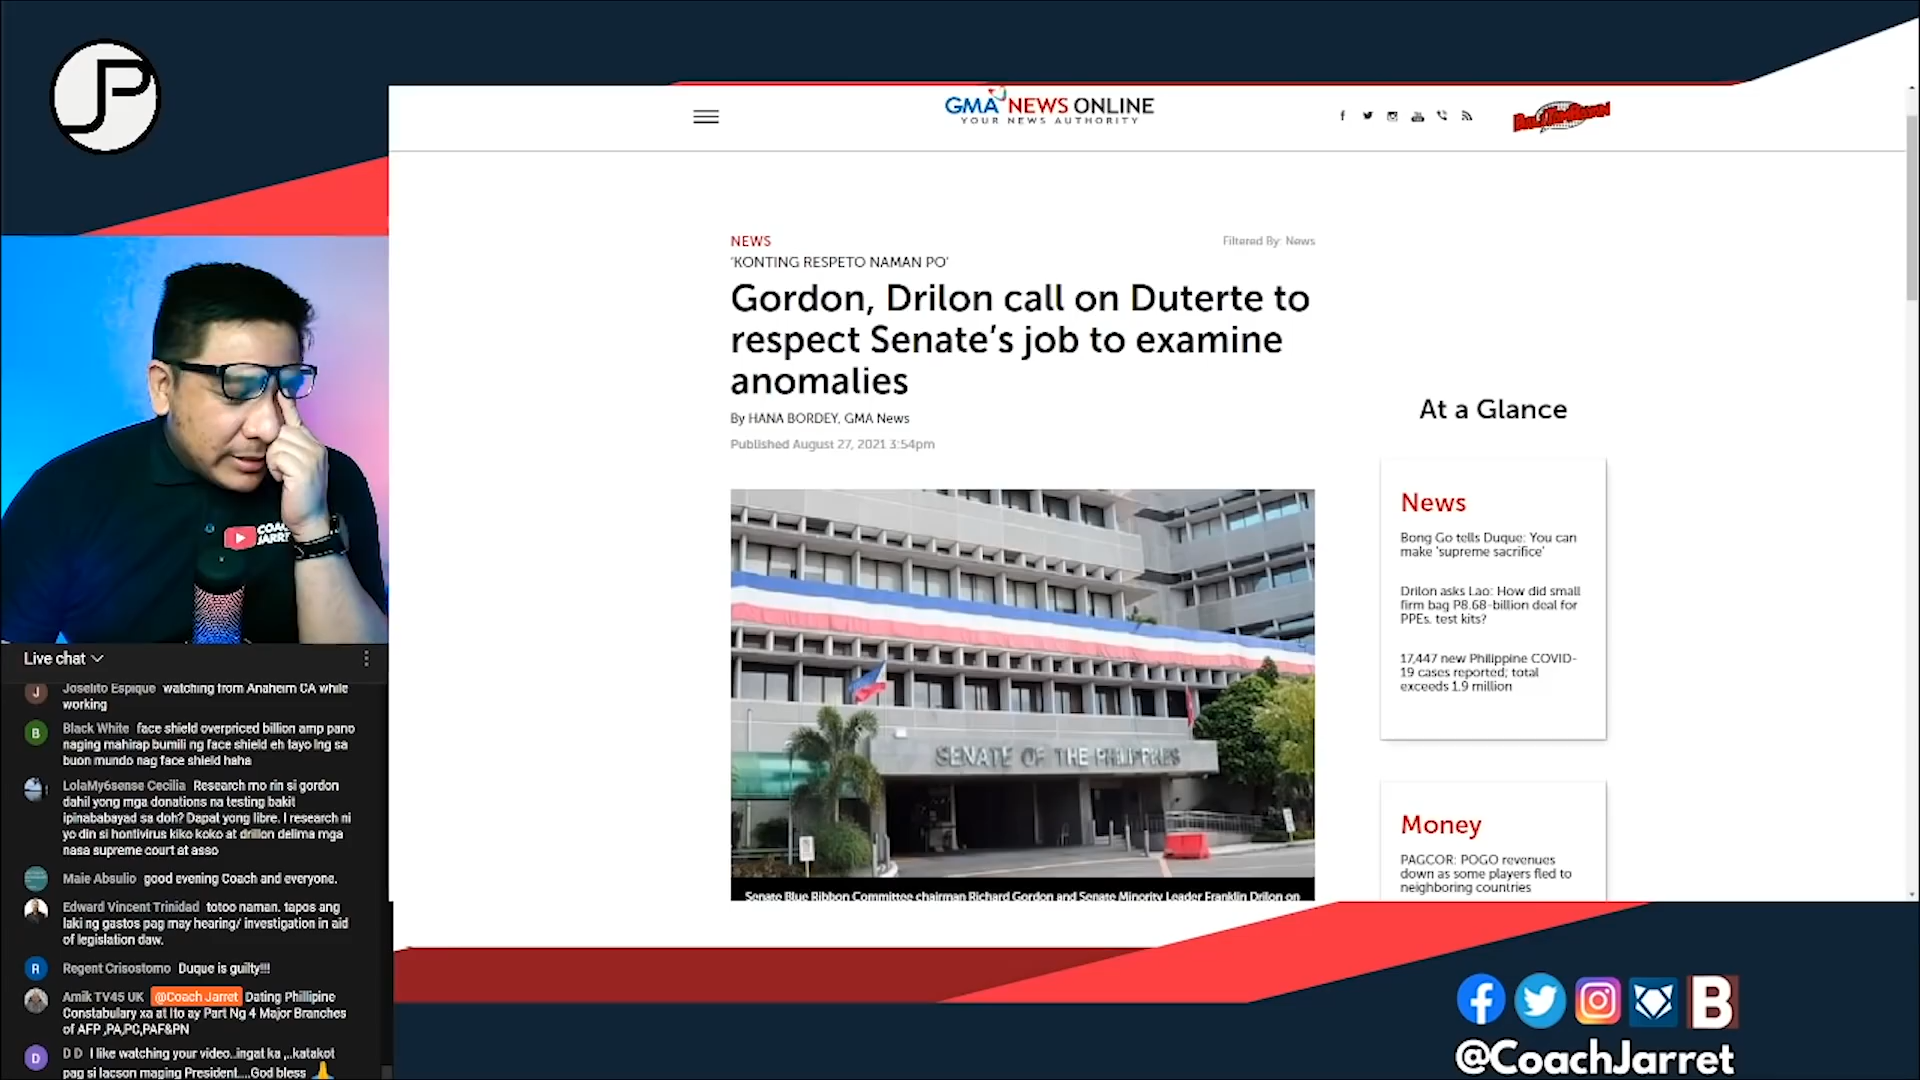 JP
GMA NEWS ONLINE
YOUR NEWS AUTHORITY
NEWS
Filtered By: News
'KONTING RESPETO NAMAN PO'
Gordon, Drilon call on Duterte to
respect Senate's job to examine
anomalies
By HANA BORDEY, GMA News
Published August 27, 2021 3:54pm
SENATE OF THE PHILIPPINES
Senate Blue Ribbon Committee chairman Richard Gordon and Senate Minority Leader Franklin Drilon on
At a Glance
News
Bong Go tells Duque: You can
make 'supreme sacrifice'
Drilon asks Lao: How did small
firm bag P8.68-billion deal for
PPEs, test kits?
17,447 new Philippine COVID-
19 cases reported; total
exceeds 1.9 million
Money
PAGCOR: POGO revenues
down as some players fled to
neighboring countries
COACH
JARRET
Live chat
J
Joselito Espique watching from Anaheim CA while
working
B
Black White face shield overpriced billion amp pano
naging mahirap bumili ng face shield eh tayo lng sa
buon mundo nag face shield haha
LolaMy6sense Cecilia Research mo rin si gordon
dahil yong mga donations na testing bakit
ipinababayad sa doh? Dapat yong libre. I research ni
yo din si hontivirus kiko koko at drillon delima mga
nasa supreme court at asso
Maie Absulio good evening Coach and everyone.
Edward Vincent Trinidad totoo naman. tapos ang
laki ng gastos pag may hearing/ investigation in aid
of legislation daw.
R
Regent Crisostomo Duque is guilty!!!
Amik TV45 UK @Coach Jarret Dating Phillipine
Constabulary xa at Ito ay Part Ng 4 Major Branches
of AFP ,PA,PC,PAF&PN
D
D D I like watching your video..ingat ka ,..katakot
pag si lacson maging President....God bless 🙏
B
@CoachJarret